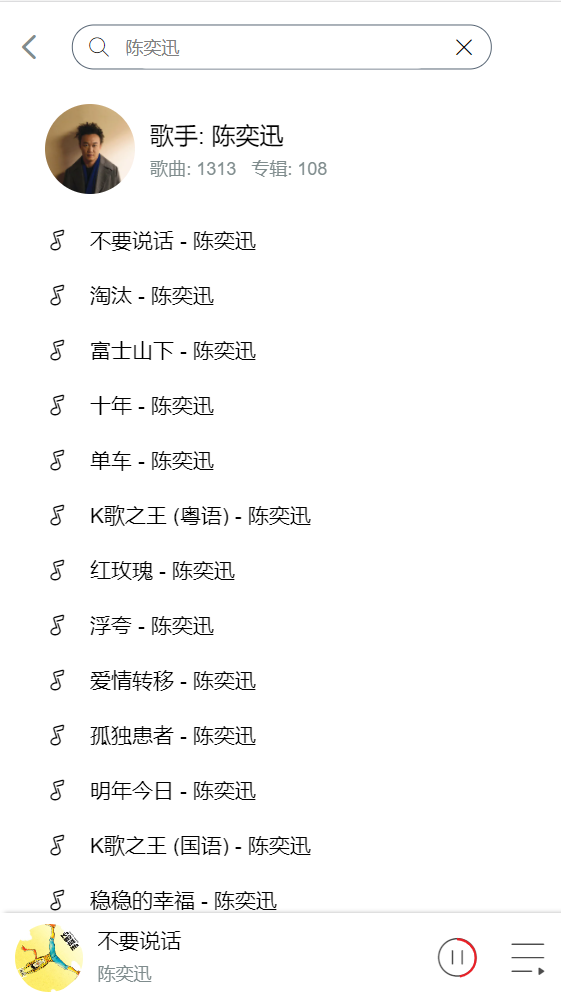 陈奕迅
歌手: 陈奕迅
歌曲: 1313 专辑: 108
不要说话 - 陈奕迅
淘汰 - 陈奕迅
富士山下 - 陈奕迅
十年 - 陈奕迅
单车 - 陈奕迅
K歌之王 (粤语) - 陈奕迅
红玫瑰 - 陈奕迅
浮夸 - 陈奕迅
爱情转移 - 陈奕迅
孤独患者 - 陈奕迅
明年今日 - 陈奕迅
K歌之王 (国语) - 陈奕迅
稳稳的幸福 - 陈奕迅
不要说话
陈奕迅